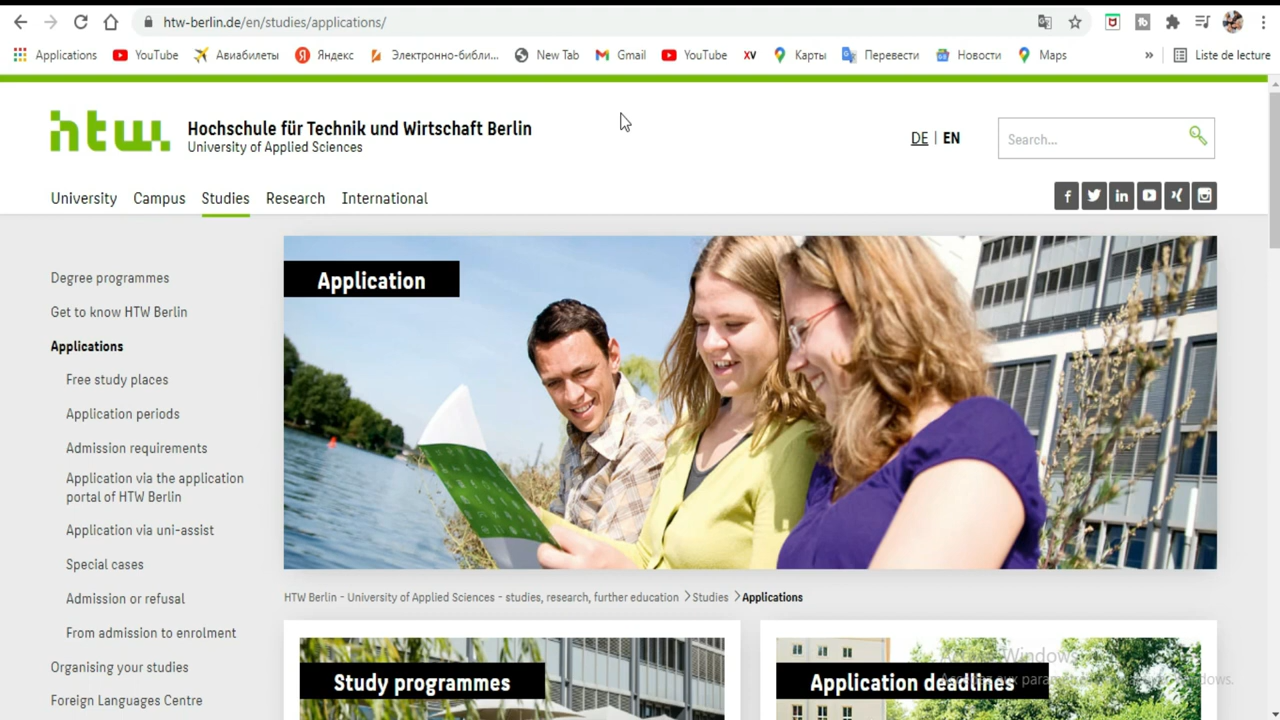 htw-berlin.de/en/studies/applications/
Applications YouTube Авиабилеты Яндекс Электронно-библи... New Tab Gmail YouTube XV Карты Перевести Новости Maps » Liste de lecture
htw.
Hochschule für Technik und Wirtschaft Berlin
University of Applied Sciences
DE | EN
Search...
University Campus Studies Research International
Degree programmes
Get to know HTW Berlin
Applications
Free study places
Application periods
Admission requirements
Application via the application
portal of HTW Berlin
Application via uni-assist
Special cases
Admission or refusal
From admission to enrolment
Organising your studies
Foreign Languages Centre
Application
HTW Berlin - University of Applied Sciences - studies, research, further education > Studies > Applications
Study programmes
Application deadlines
Windows